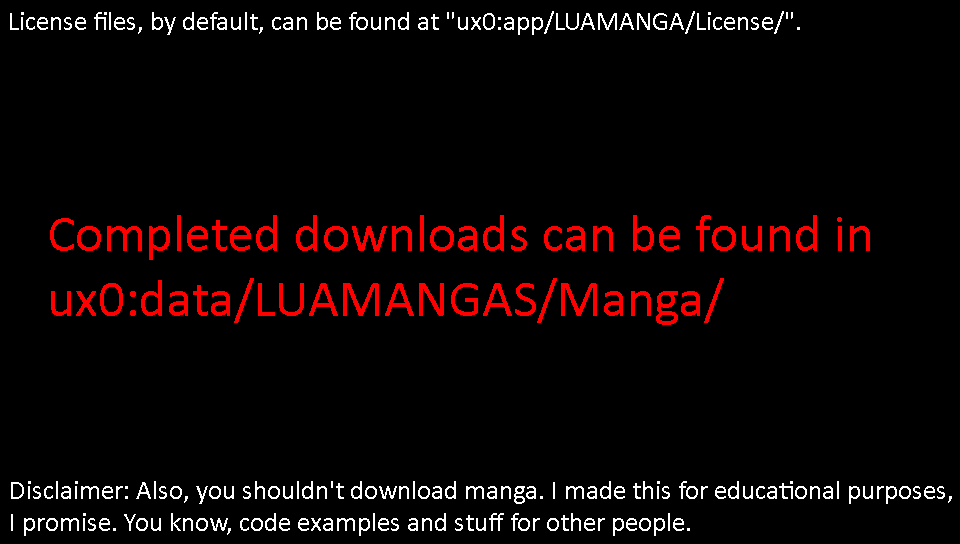 License files, by default, can be found at "ux0:app/LUAMANGA/License/".
Completed downloads can be found in
ux0:data/LUAMANGAS/Manga/
Disclaimer: Also, you shouldn't download manga. I made this for educational purposes,
I promise. You know, code examples and stuff for other people.